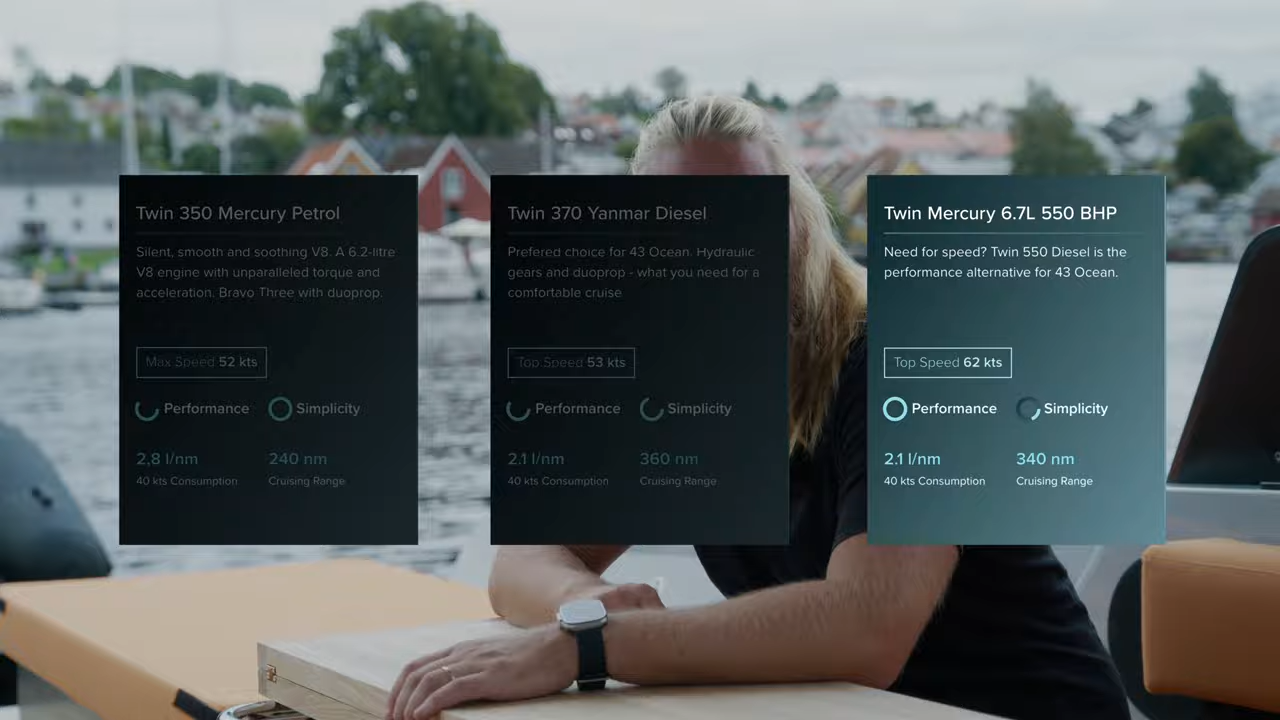 Twin 350 Mercury Petrol
Silent, smooth and soothing V8. A 6.2-litre
V8 engine with unparalleled torque and
acceleration. Bravo Three with duoprop.
Max Speed 52 kts
Performance
Simplicity
2,8 l/nm
240 nm
40 kts Consumption
Cruising Range
Twin 370 Yanmar Diesel
Prefered choice for 43 Ocean. Hydraulic
gears and duoprop - what you need for a
comfortable cruise
Top Speed 53 kts
Performance
Simplicity
2.1 l/nm
360 nm
40 kts Consumption
Cruising Range
Twin Mercury 6.7L 550 BHP
Need for speed? Twin 550 Diesel is the
performance alternative for 43 Ocean.
Top Speed 62 kts
Performance
Simplicity
2.1 l/nm
340 nm
40 kts Consumption
Cruising Range